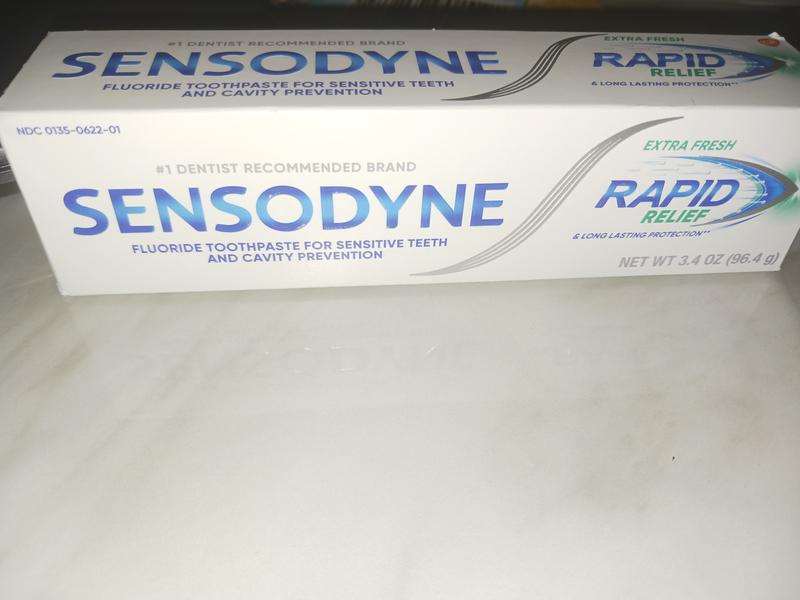 #1 DENTIST RECOMMENDED BRAND
SENSODYNE
FLUORIDE TOOTHPASTE FOR SENSITIVE TEETH
AND CAVITY PREVENTION
EXTRA FRESH
RAPID
RELIEF
& LONG LASTING PROTECTION**
NDC 0135-0622-01
#1 DENTIST RECOMMENDED BRAND
SENSODYNE
FLUORIDE TOOTHPASTE FOR SENSITIVE TEETH
AND CAVITY PREVENTION
EXTRA FRESH
RAPID
RELIEF
& LONG LASTING PROTECTION**
NET WT 3.4 OZ (96.4 g)